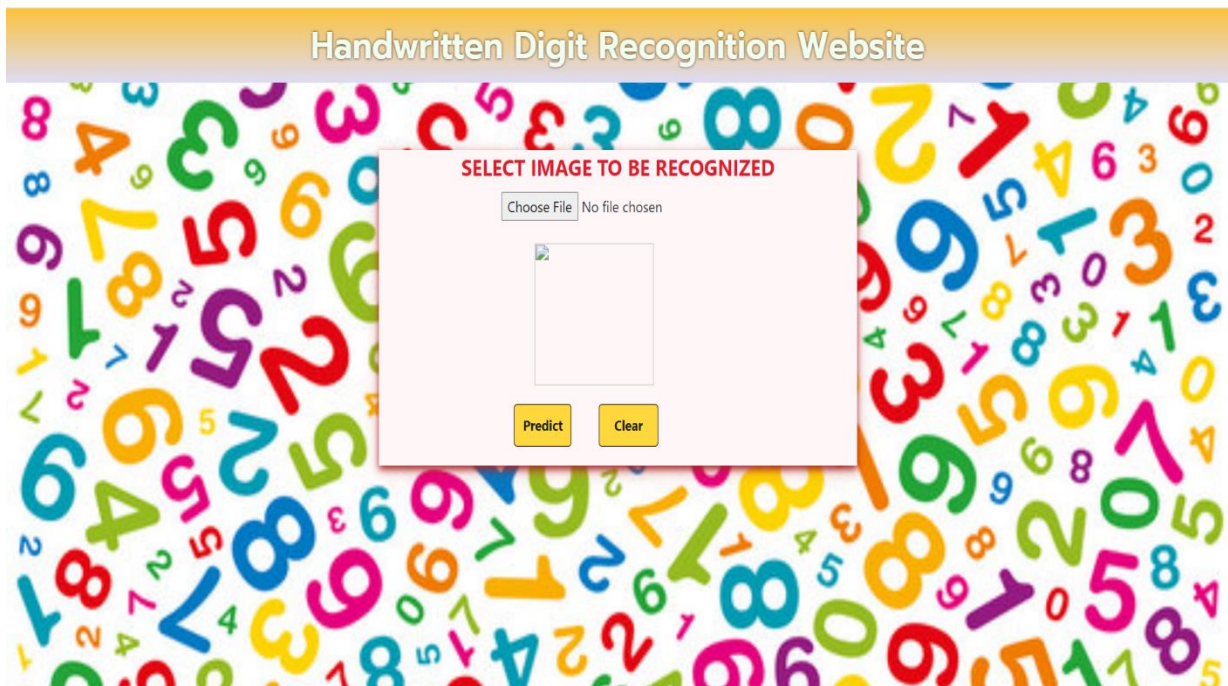 Handwritten Digit Recognition Website
SELECT IMAGE TO BE RECOGNIZED
Choose File No file chosen
Predict Clear